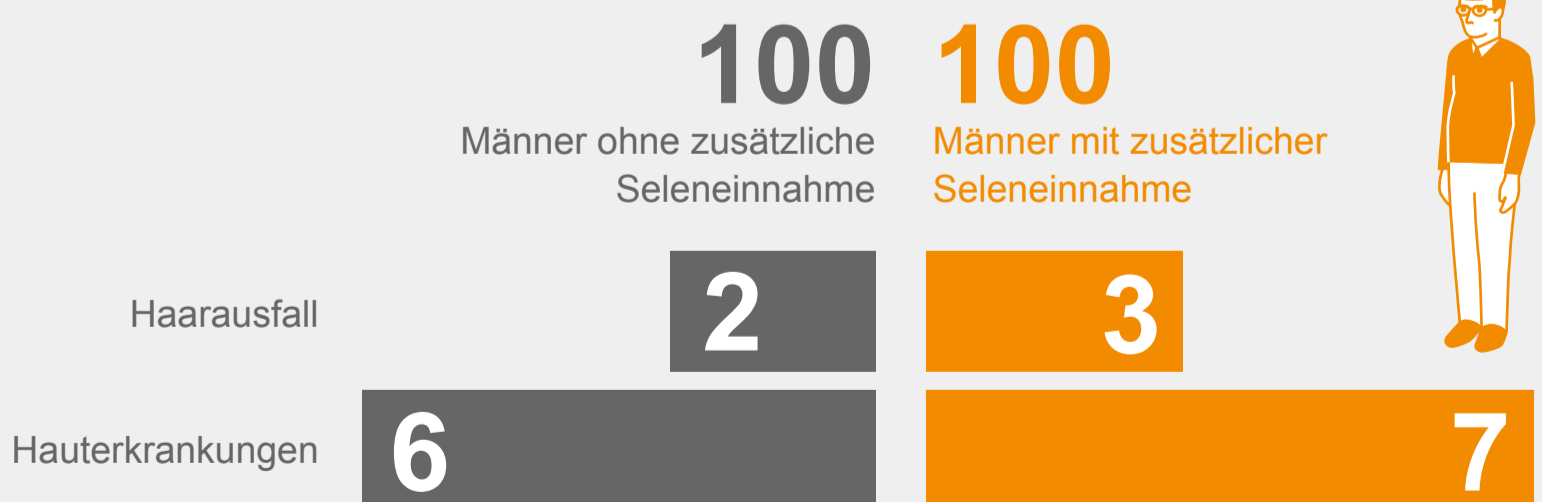 100 100
Männer ohne zusätzliche Männer mit zusätzlicher
Seleneinnahme Seleneinnahme
Haarausfall 2 3
Hauterkrankungen 6 7